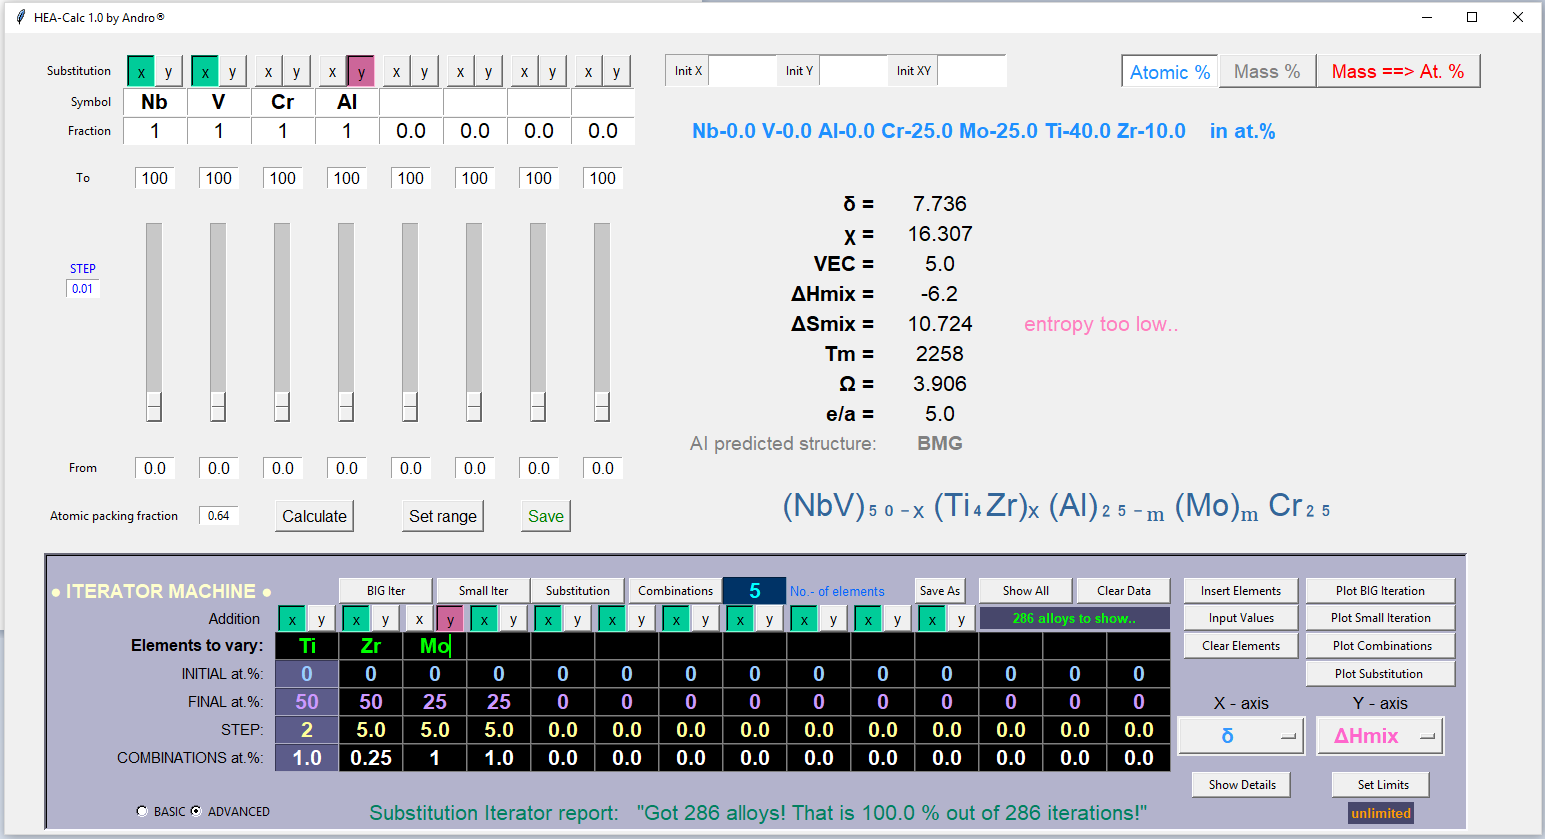 HEA-Calc 1.0 by Andro®
Substitution x y x y x y x y x y x y x y x y
Init X Init Y Init XY
Atomic % Mass % Mass ==> At. %
Symbol Nb V Cr Al
Fraction 1 1 1 1 0.0 0.0 0.0 0.0
Nb-0.0 V-0.0 Al-0.0 Cr-25.0 Mo-25.0 Ti-40.0 Zr-10.0 in at.%
To 100 100 100 100 100 100 100 100
δ = 7.736
χ = 16.307
VEC = 5.0
STEP
0.01
ΔHmix = -6.2
ΔSmix = 10.724 entropy too low..
Tm = 2258
Ω = 3.906
e/a = 5.0
AI predicted structure: BMG
From 0.0 0.0 0.0 0.0 0.0 0.0 0.0 0.0
Atomic packing fraction 0.64 Calculate Set range Save
(NbV)₅₀₋ₓ (Ti₄Zr)ₓ (Al)₂₅₋ₘ (Mo)ₘ Cr₂₅
● ITERATOR MACHINE ● BIG Iter Small Iter Substitution Combinations 5 No.- of elements Save As Show All Clear Data Insert Elements Plot BIG Iteration
Addition x y x y x y x y x y x y x y x y x y x y x y 286 alloys to show.. Input Values Plot Small Iteration
Elements to vary: Ti Zr Mo Clear Elements Plot Combinations
INITIAL at.%: 0 0 0 0 0 0 0 0 0 0 0 0 0 0 Plot Substitution
FINAL at.%: 50 50 25 25 0 0 0 0 0 0 0 0 0 0 X - axis Y - axis
STEP: 2 5.0 5.0 5.0 0.0 0.0 0.0 0.0 0.0 0.0 0.0 0.0 0.0 0.0 δ ΔHmix
COMBINATIONS at.%: 1.0 0.25 1 1.0 0.0 0.0 0.0 0.0 0.0 0.0 0.0 0.0 0.0 0.0
Show Details Set Limits
BASIC ADVANCED Substitution Iterator report: "Got 286 alloys! That is 100.0 % out of 286 iterations!" unlimited